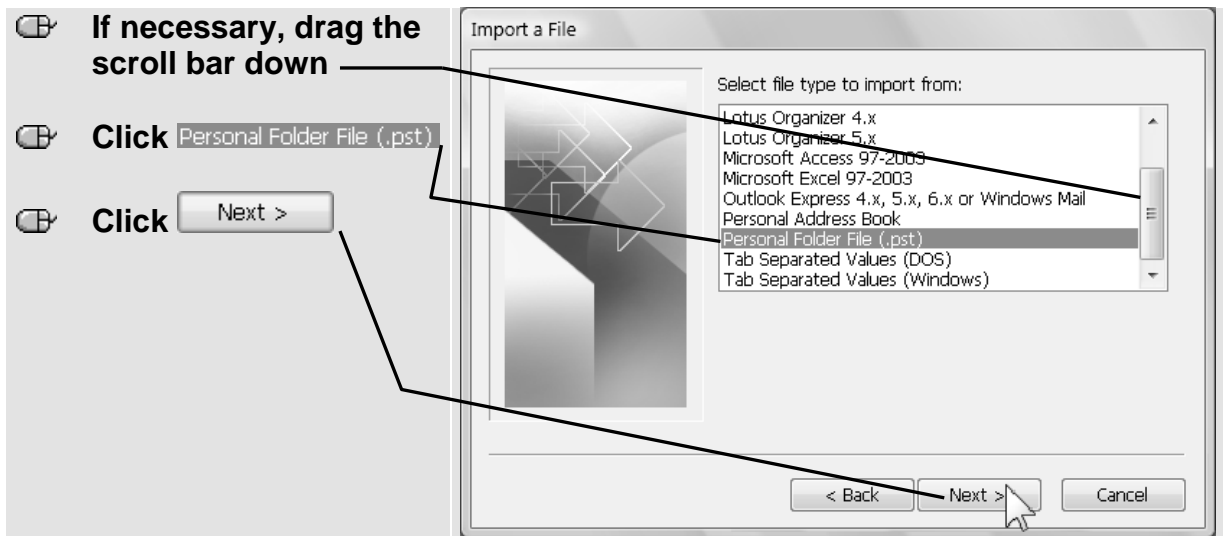 If necessary, drag the
scroll bar down
Click Personal Folder File (.pst)
Click Next >
Import a File
Select file type to import from:
Lotus Organizer 4.x
Lotus Organizer 5.x
Microsoft Access 97-2003
Microsoft Excel 97-2003
Outlook Express 4.x, 5.x, 6.x or Windows Mail
Personal Address Book
Personal Folder File (.pst)
Tab Separated Values (DOS)
Tab Separated Values (Windows)
< Back Next > Cancel